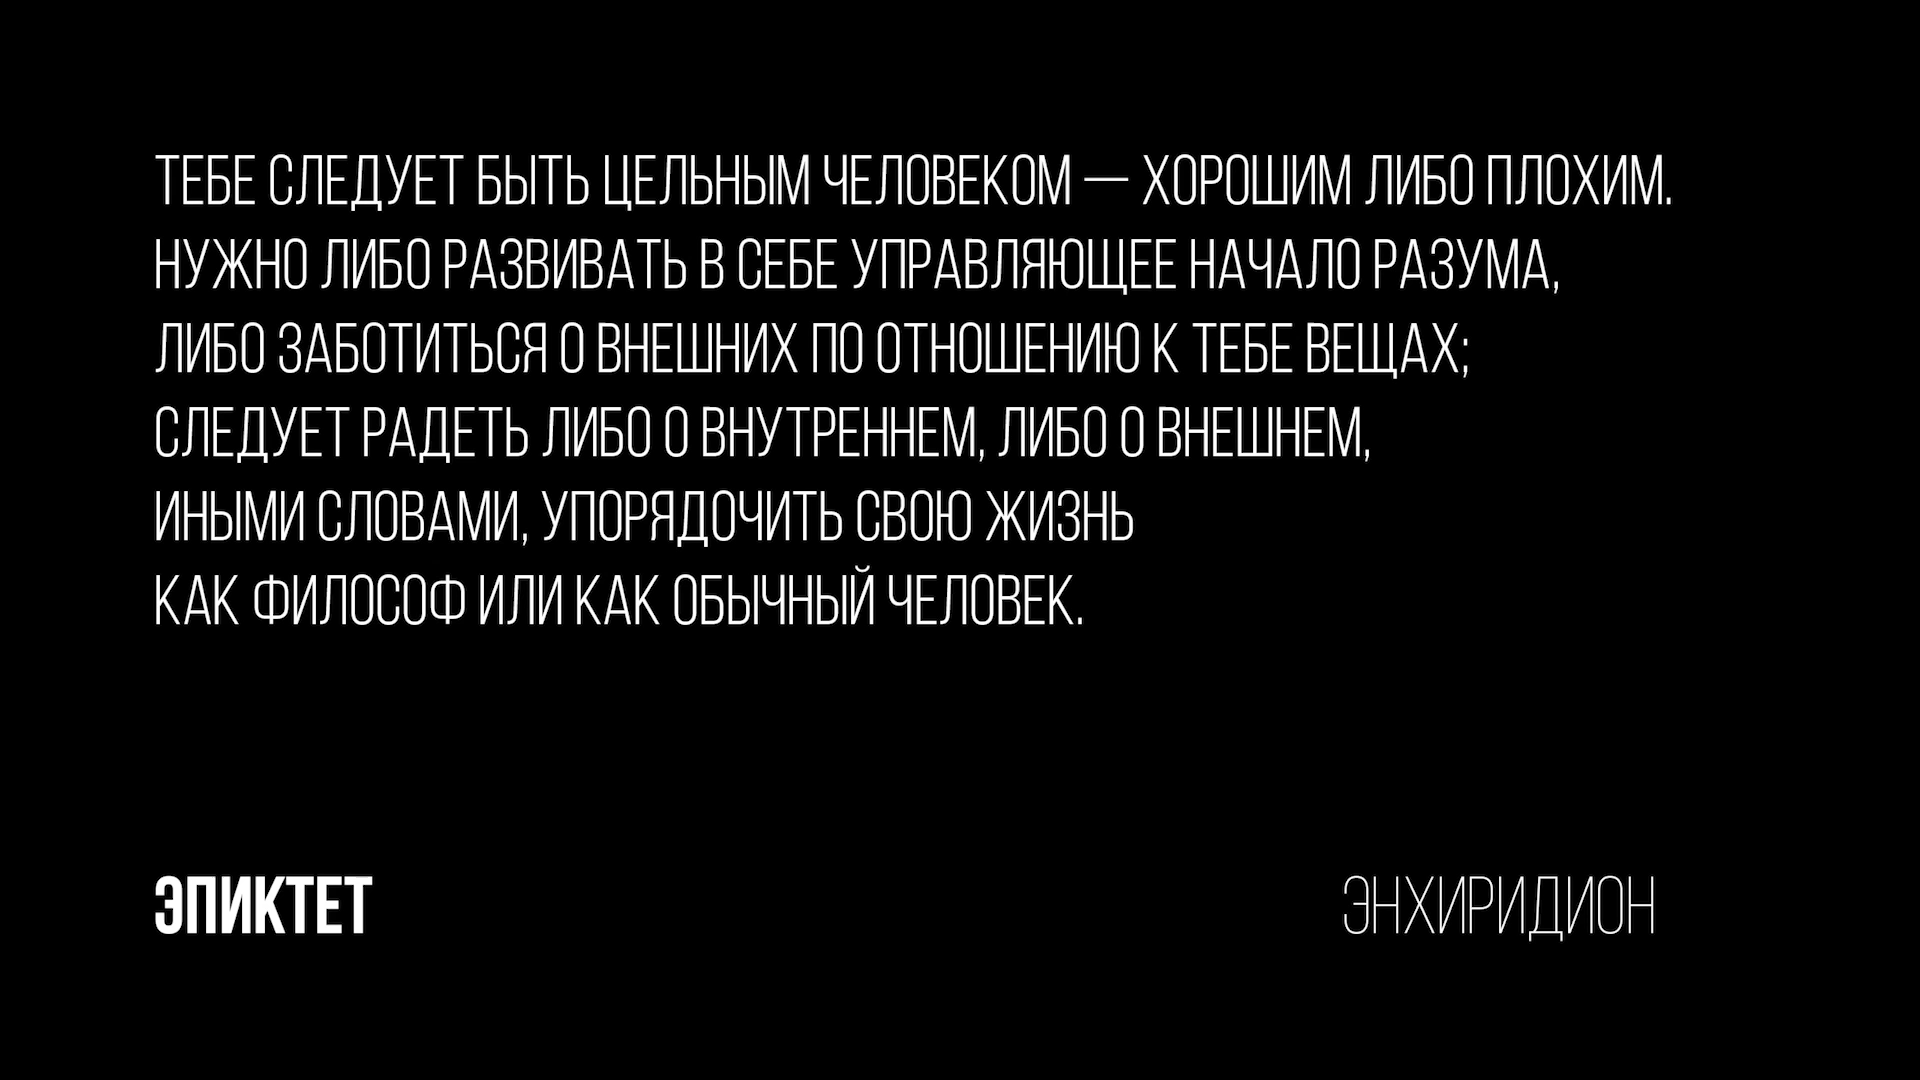 ТЕБЕ СЛЕДУЕТ БЫТЬ ЦЕЛЬНЫМ ЧЕЛОВЕКОМ — ХОРОШИМ ЛИБО ПЛОХИМ.
НУЖНО ЛИБО РАЗВИВАТЬ В СЕБЕ УПРАВЛЯЮЩЕЕ НАЧАЛО РАЗУМА,
ЛИБО ЗАБОТИТЬСЯ О ВНЕШНИХ ПО ОТНОШЕНИЮ К ТЕБЕ ВЕЩАХ;
СЛЕДУЕТ РАДЕТЬ ЛИБО О ВНУТРЕННЕМ, ЛИБО О ВНЕШНЕМ,
ИНЫМИ СЛОВАМИ, УПОРЯДОЧИТЬ СВОЮ ЖИЗНЬ
КАК ФИЛОСОФ ИЛИ КАК ОБЫЧНЫЙ ЧЕЛОВЕК.
ЭПИКТЕТ
ЭНХИРИДИОН